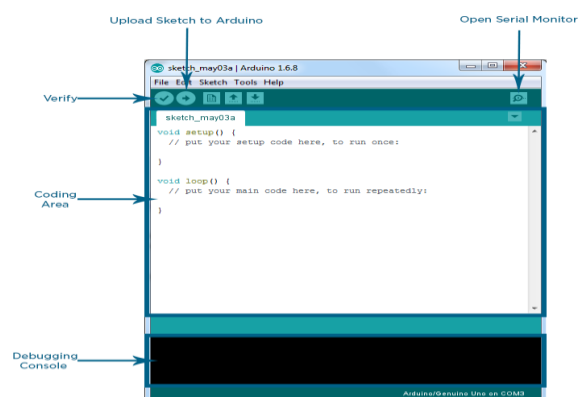 Upload Sketch to Arduino
Open Serial Monitor
sketch_may03a | Arduino 1.6.8
File Edit Sketch Tools Help
Verify
sketch_may03a
void setup() {
// put your setup code here, to run once:
}
void loop() {
// put your main code here, to run repeatedly:
}
Coding
Area
Debugging
Console
Arduino/Genuino Uno on COM3